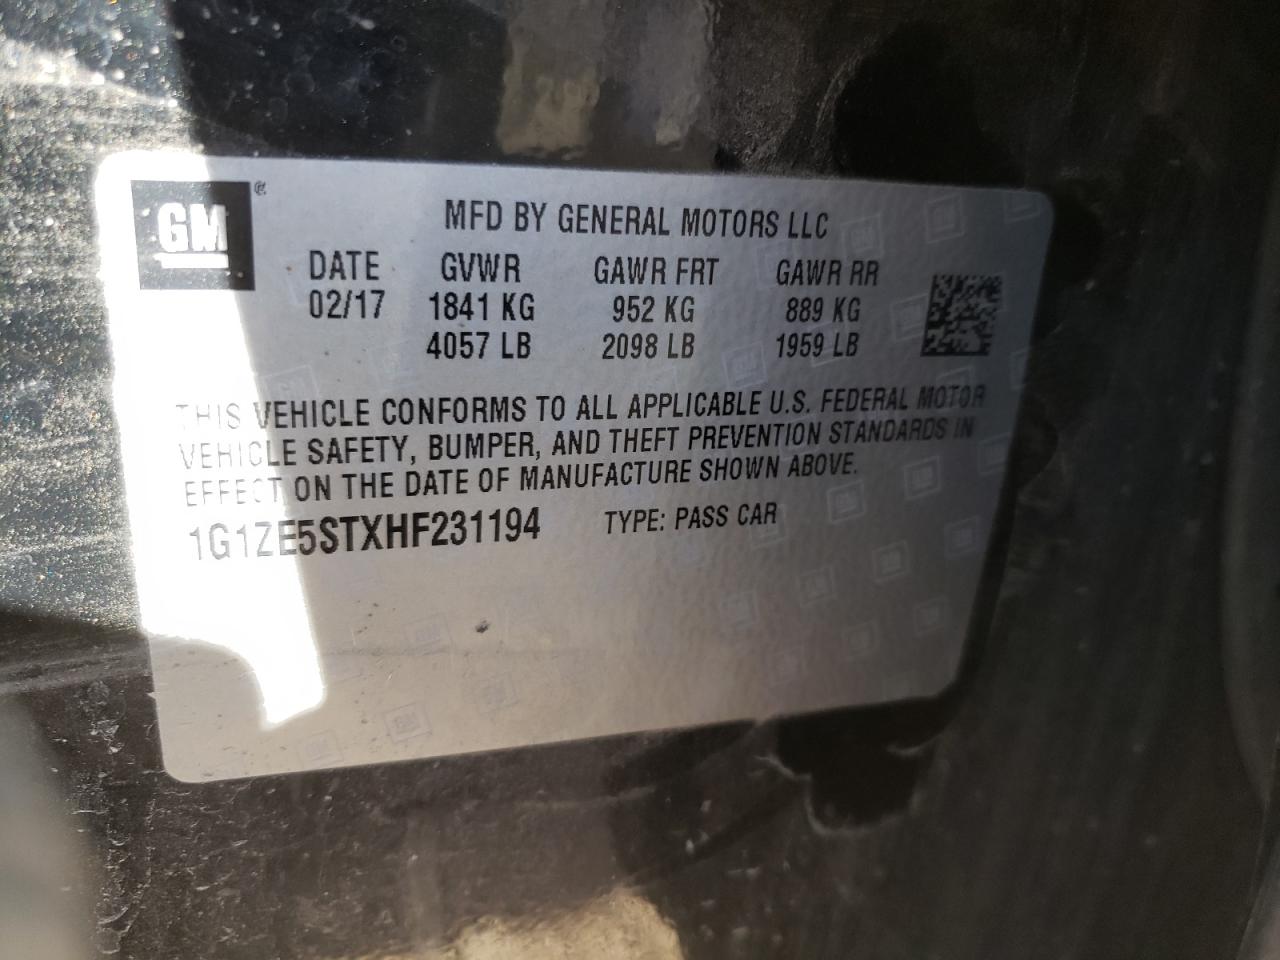 GM®
MFD BY GENERAL MOTORS LLC
DATE GVWR GAWR FRT GAWR RR
02/17 1841 KG 952 KG 889 KG
4057 LB 2098 LB 1959 LB
THIS VEHICLE CONFORMS TO ALL APPLICABLE U.S. FEDERAL MOTOR
VEHICLE SAFETY, BUMPER, AND THEFT PREVENTION STANDARDS IN
EFFECT ON THE DATE OF MANUFACTURE SHOWN ABOVE.
1G1ZE5STXHF231194 TYPE: PASS CAR